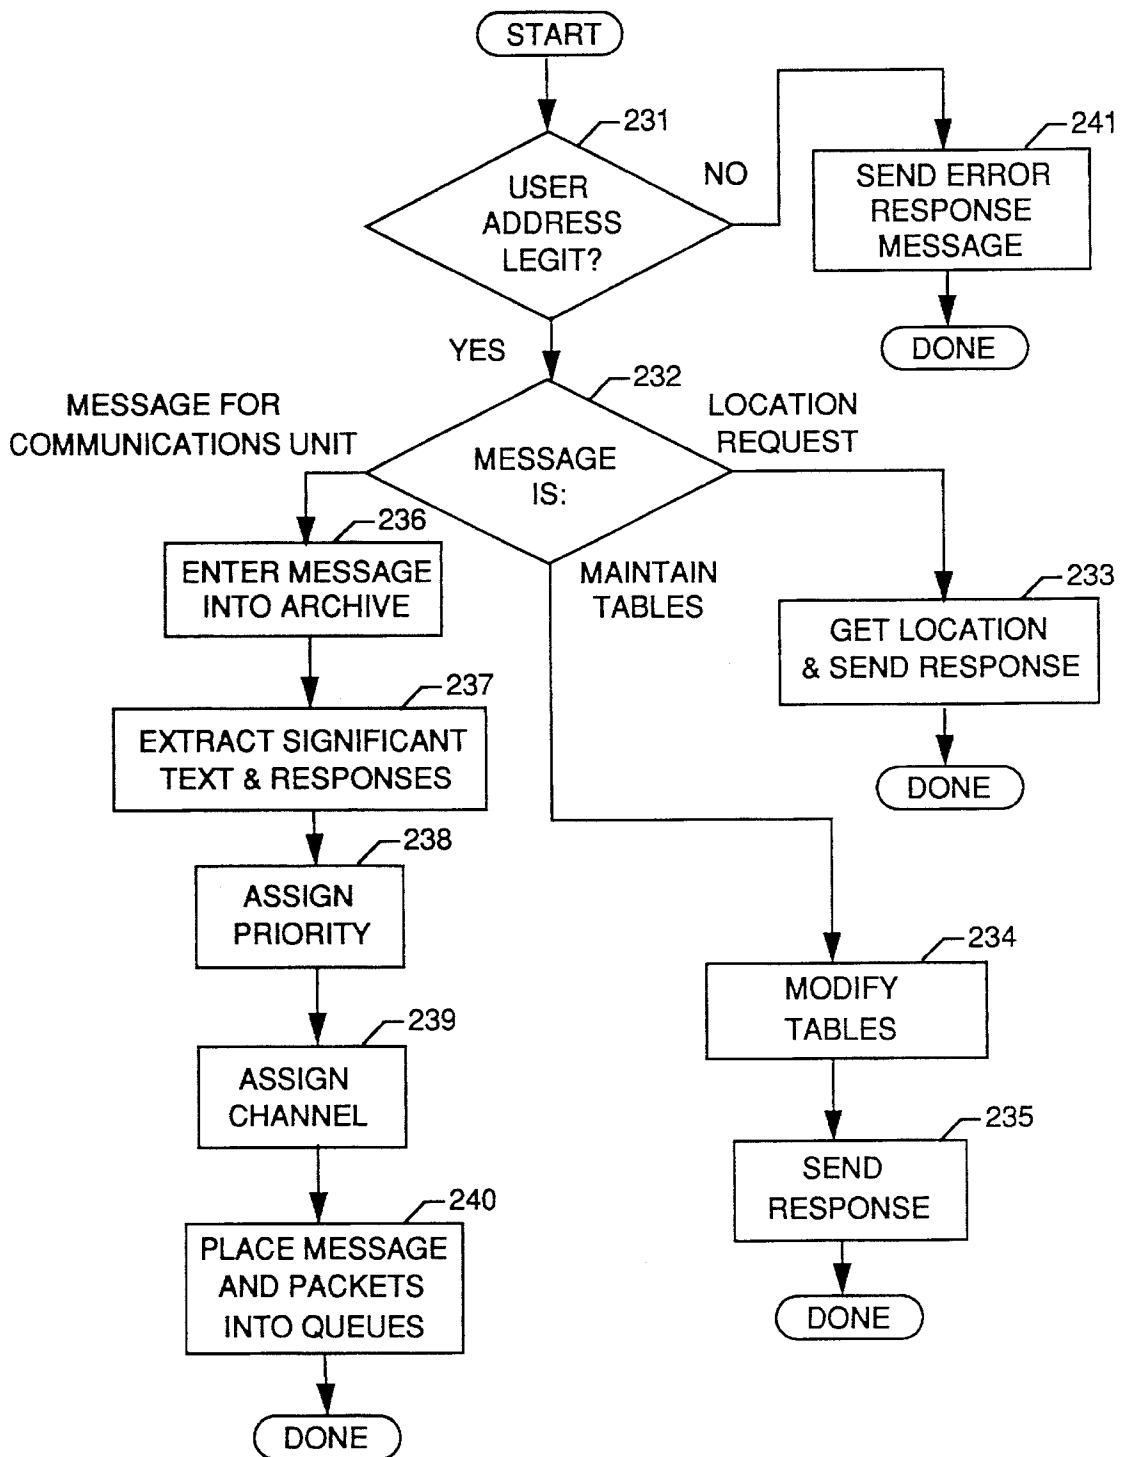 START
231
USER
ADDRESS
LEGIT?
NO
241
SEND ERROR
RESPONSE
MESSAGE
DONE
YES
232
MESSAGE
IS:
MESSAGE FOR
COMMUNICATIONS UNIT
LOCATION
REQUEST
MAINTAIN
TABLES
236
ENTER MESSAGE
INTO ARCHIVE
237
EXTRACT SIGNIFICANT
TEXT & RESPONSES
238
ASSIGN
PRIORITY
239
ASSIGN
CHANNEL
240
PLACE MESSAGE
AND PACKETS
INTO QUEUES
DONE
233
GET LOCATION
& SEND RESPONSE
DONE
234
MODIFY
TABLES
235
SEND
RESPONSE
DONE